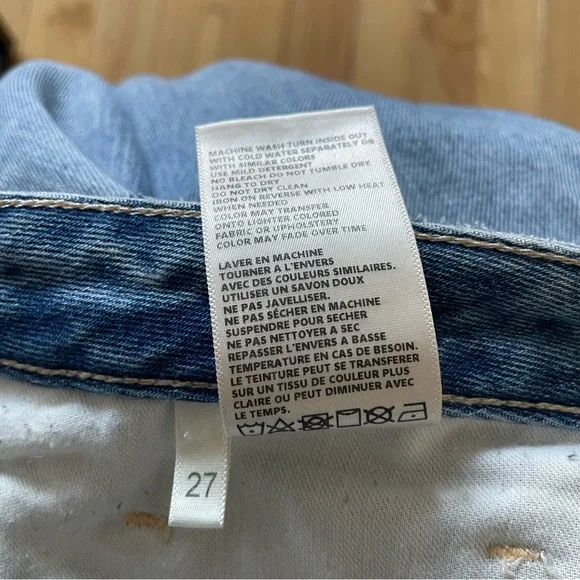 MACHINE WASH TURN INSIDE OUT
WITH COLD WATER SEPARATELY OR
WITH SIMILAR COLORS
USE MILD DETERGENT
NO BLEACH DO NOT TUMBLE DRY
HANG TO DRY
DO NOT DRY CLEAN
IRON ON REVERSE WITH LOW HEAT
WHEN NEEDED
COLOR MAY TRANSFER
ONTO LIGHTER COLORED
FABRIC OR UPHOLSTERY
COLOR MAY FADE OVER TIME
LAVER EN MACHINE
TOURNER A L'ENVERS
AVEC DES COULEURS SIMILAIRES.
UTILISER UN SAVON DOUX
NE PAS JAVELLISER.
NE PAS SÉCHER EN MACHINE
SUSPENDRE POUR SECHER
NE PAS NETTOYER A SEC
REPASSER L'ENVERS A BASSE
TEMPERATURE EN CAS DE BESOIN.
LE TEINTURE PEUT SE TRANSFERER
SUR UN TISSU DE COULEUR PLUS
CLAIRE OU PEUT DIMINUER AVEC
LE TEMPS.
27